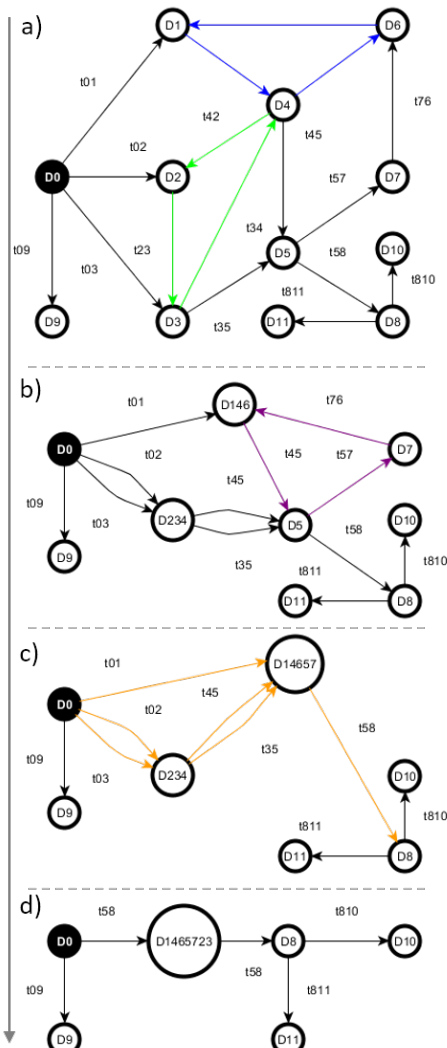 a)
D1
D6
t01
t42
D4
t76
t02
t45
D0
D2
t57
D7
t09
t03
t23
t34
D5
t58
D10
t811
t810
D9
D3
t35
D11
D8
b)
t01
D146
t76
D0
t02
t45
t57
D7
t09
t03
D234
D5
t58
D10
t35
D9
t811
t810
D11
D8
c)
t01
D14657
t45
D0
t02
t58
t09
t03
D234
t35
D10
t810
D9
t811
D11
D8
d)
t58
t810
D0
D1465723
D8
D10
t09
t58
t811
D9
D11